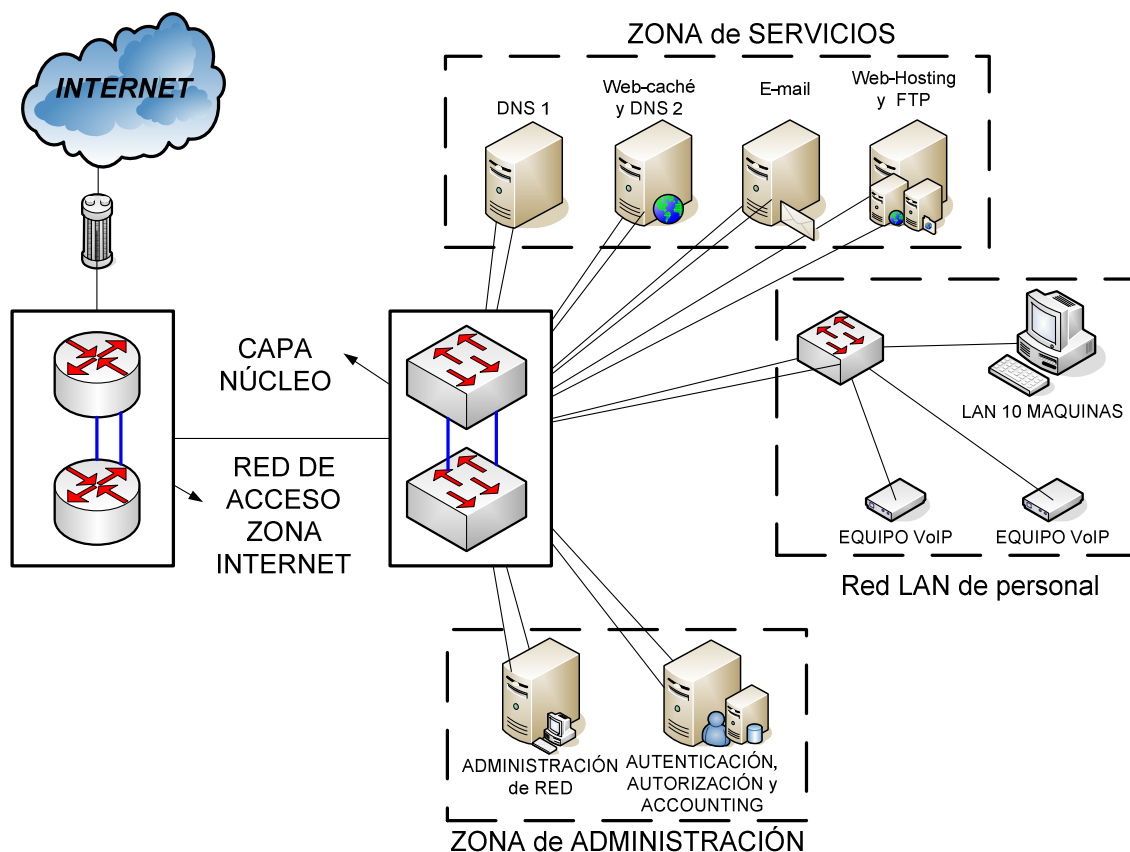 ZONA de SERVICIOS
INTERNET
DNS 1
Web-caché
y DNS 2
E-mail
Web-Hosting
y FTP
CAPA
NÚCLEO
RED DE
ACCESO
ZONA
INTERNET
LAN 10 MAQUINAS
EQUIPO VoIP
EQUIPO VoIP
Red LAN de personal
ADMINISTRACIÓN
de RED
AUTENTICACIÓN,
AUTORIZACIÓN y
ACCOUNTING
ZONA de ADMINISTRACIÓN